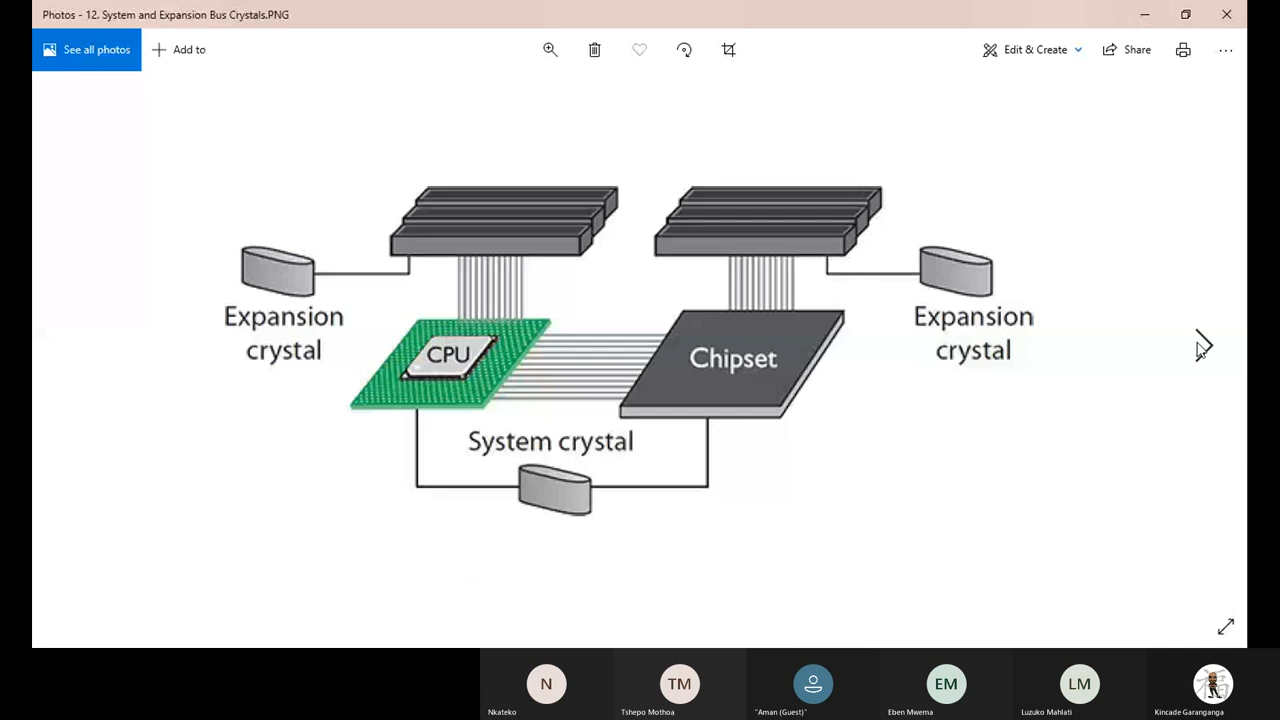 Photos - 12. System and Expansion Bus Crystals.PNG
See all photos
Add to
Edit & Create
Share
Expansion
crystal
Expansion
crystal
CPU
Chipset
System crystal
N
TM
EM
LM
福
Nkateko
Tshepo Mothoa
"Aman (Guest)"
Eben Mwema
Luzuko Mahlati
Kincade Garanganga